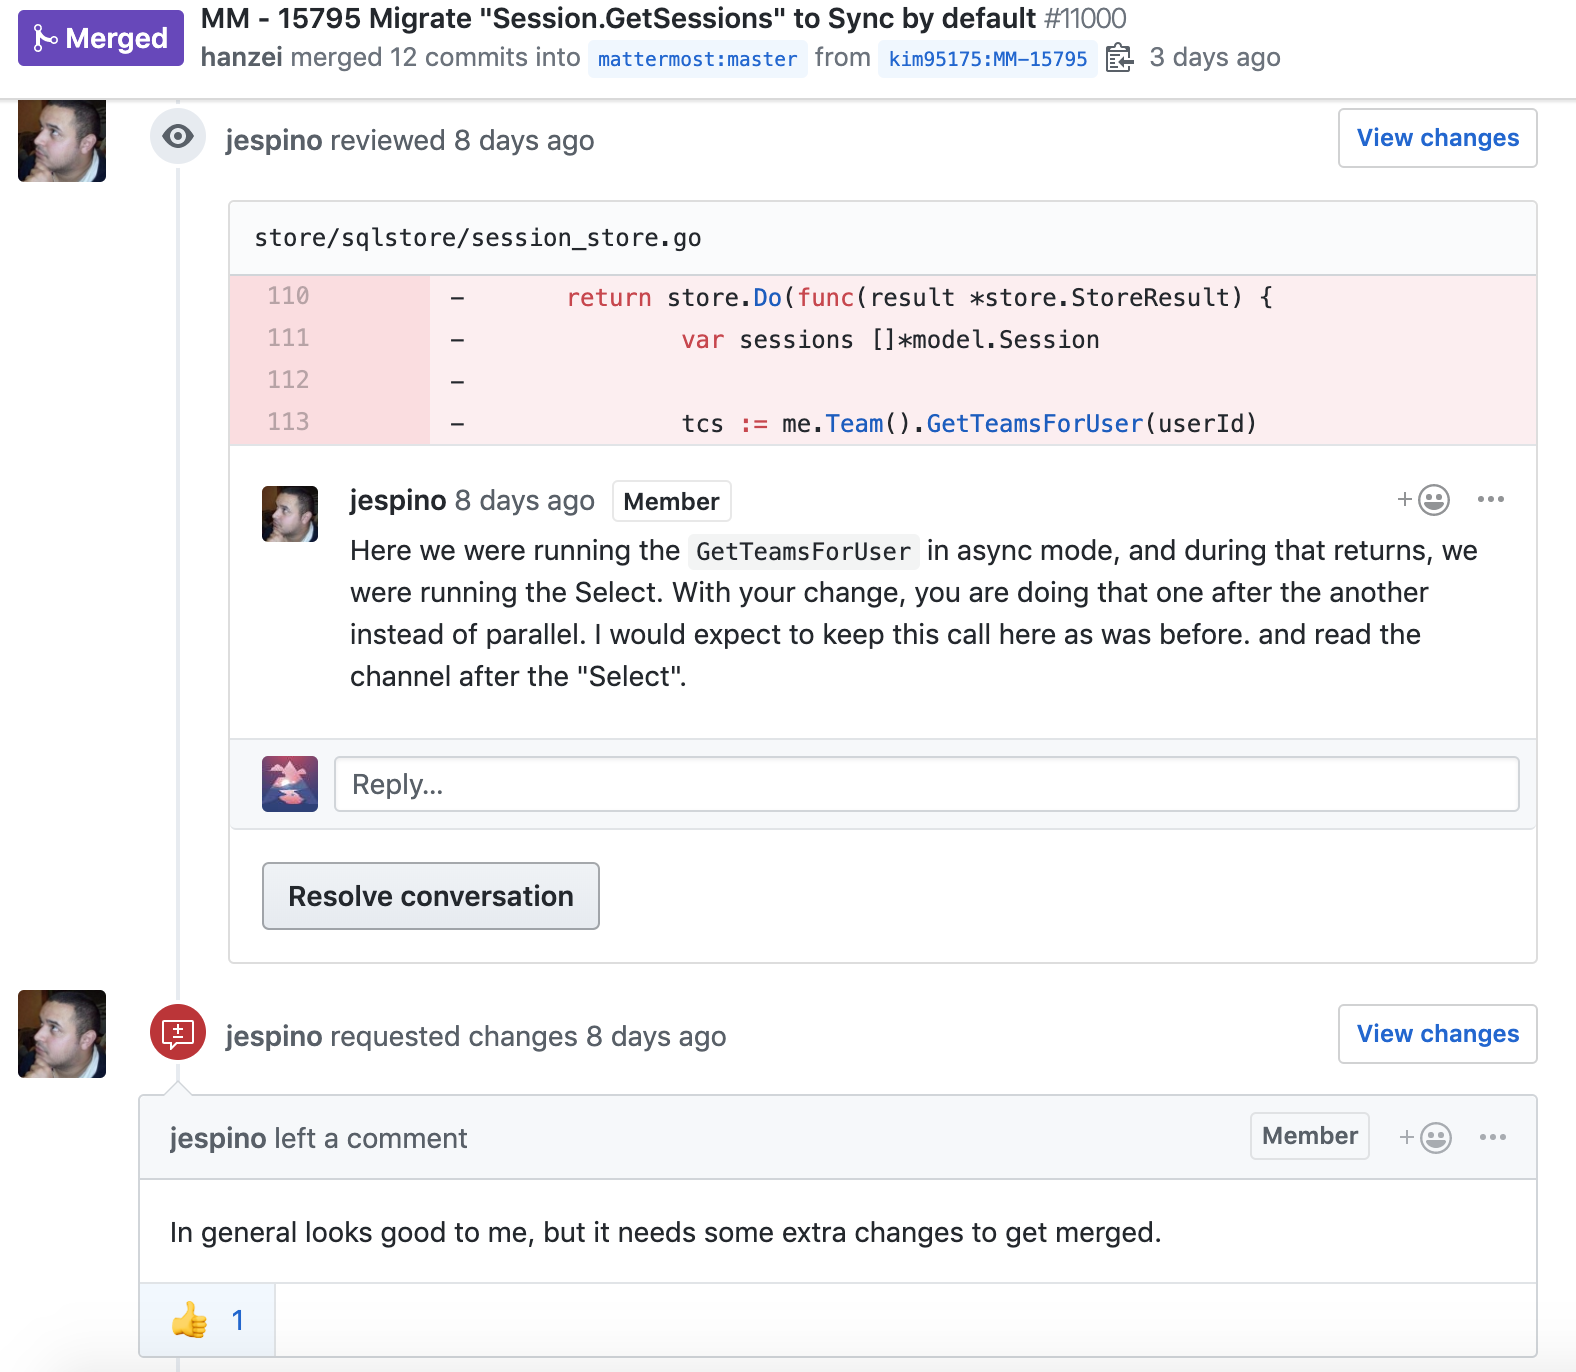 Merged
MM - 15795 Migrate "Session.GetSessions" to Sync by default #11000
hanzei merged 12 commits into mattermost:master from kim95175:MM-15795 3 days ago
jespino reviewed 8 days ago
View changes
store/sqlstore/session_store.go
110 - return store.Do(func(result *store.StoreResult) {
111 - var sessions []*model.Session
112 -
113 - tcs := me.Team().GetTeamsForUser(userId)
jespino 8 days ago Member
Here we were running the GetTeamsForUser in async mode, and during that returns, we
were running the Select. With your change, you are doing that one after the another
instead of parallel. I would expect to keep this call here as was before. and read the
channel after the "Select".
Reply...
Resolve conversation
jespino requested changes 8 days ago
View changes
jespino left a comment
Member
In general looks good to me, but it needs some extra changes to get merged.
👍 1